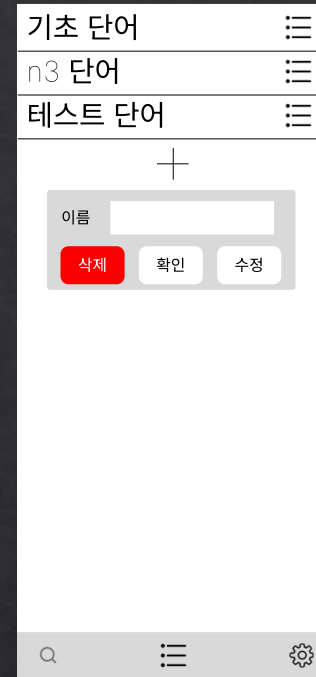 기초 단어
n3 단어
테스트 단어
이름
삭제 확인 수정